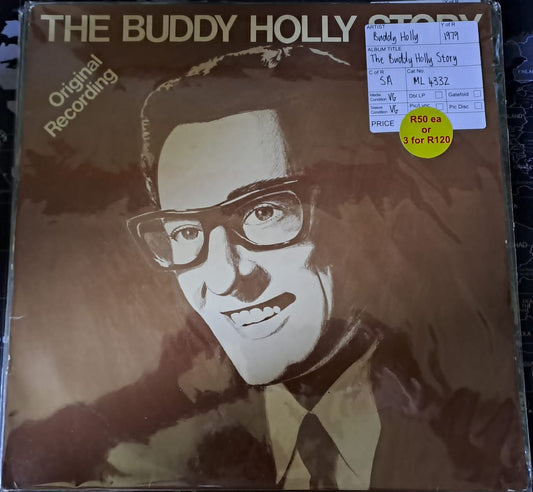 THE BUDDY HOLLY STORY
Original
Recording
ARTIST
Buddy Holly
Y of R
1979
ALBUM TITLE
The Buddy Holly Story
C of R
SA
Cat No.
ML 4332
Media
Condition VG
Dbl LP
Gatefold
Sleeve
Condition VG
Pic Disc
PRICE
R50 ea
or
3 for R120